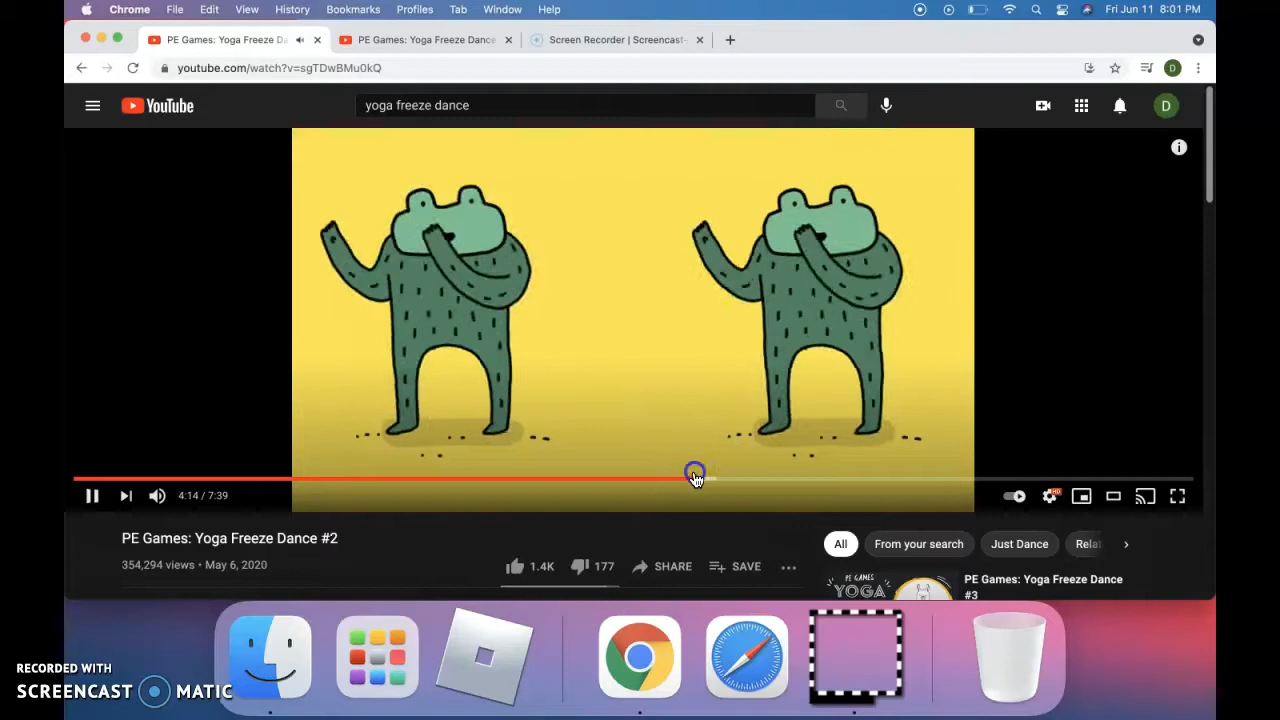 Chrome File Edit View History Bookmarks Profiles Tab Window Help Fri Jun 11 8:01 PM
PE Games: Yoga Freeze Da PE Games: Yoga Freeze Dance Screen Recorder | Screencast-
youtube.com/watch?v=sgTDwBMu0kQ D
YouTube yoga freeze dance D
4:14 / 7:39 HD
PE Games: Yoga Freeze Dance #2
354,294 views • May 6, 2020
1.4K 177 SHARE SAVE
All From your search Just Dance Relat
PE GAMES
YOGA
PE Games: Yoga Freeze Dance
#3
RECORDED WITH
SCREENCAST MATIC